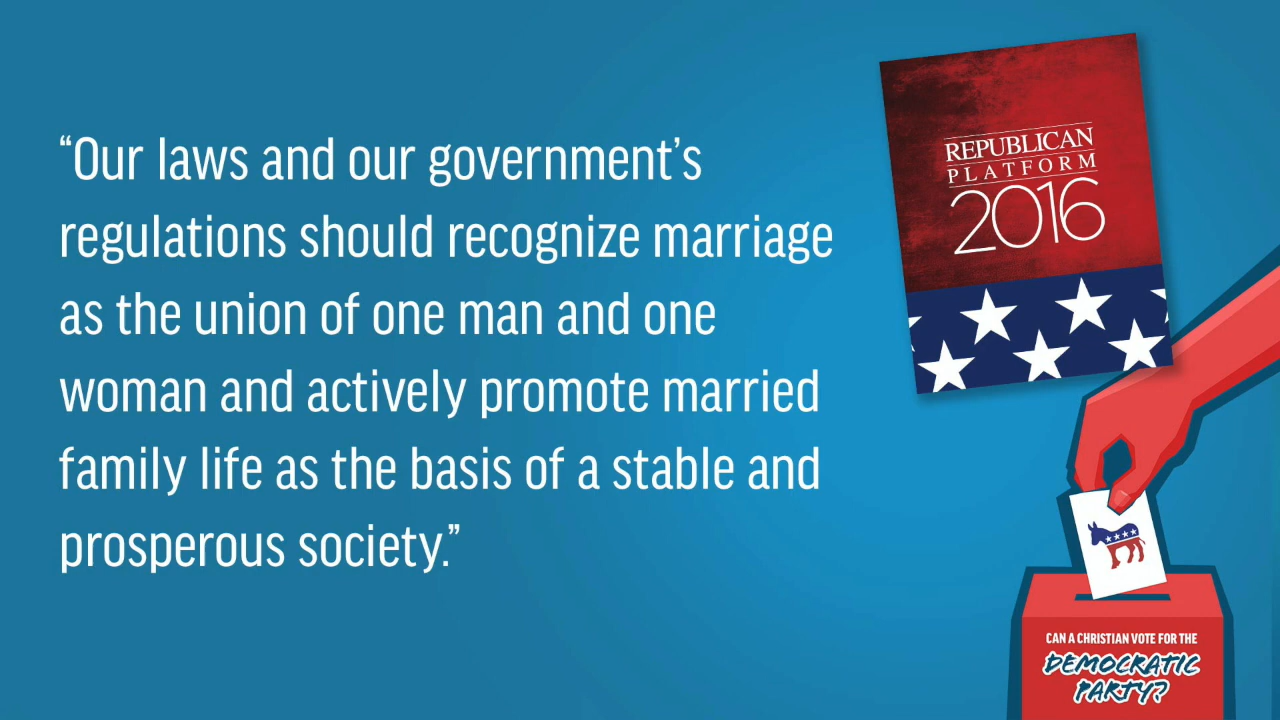 “Our laws and our government’s
regulations should recognize marriage
as the union of one man and one
woman and actively promote married
family life as the basis of a stable and
prosperous society.”
REPUBLICAN
PLATFORM
2016
CAN A CHRISTIAN VOTE FOR THE
DEMOCRATIC
PARTY?